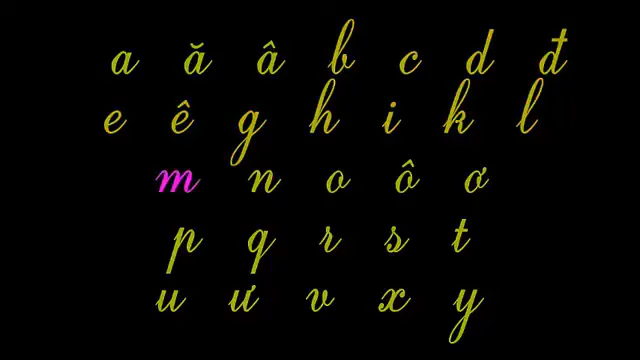 a ă â b c d đ
e ê g h i k l
m n o ô ơ
p q r s t
u ư v x y